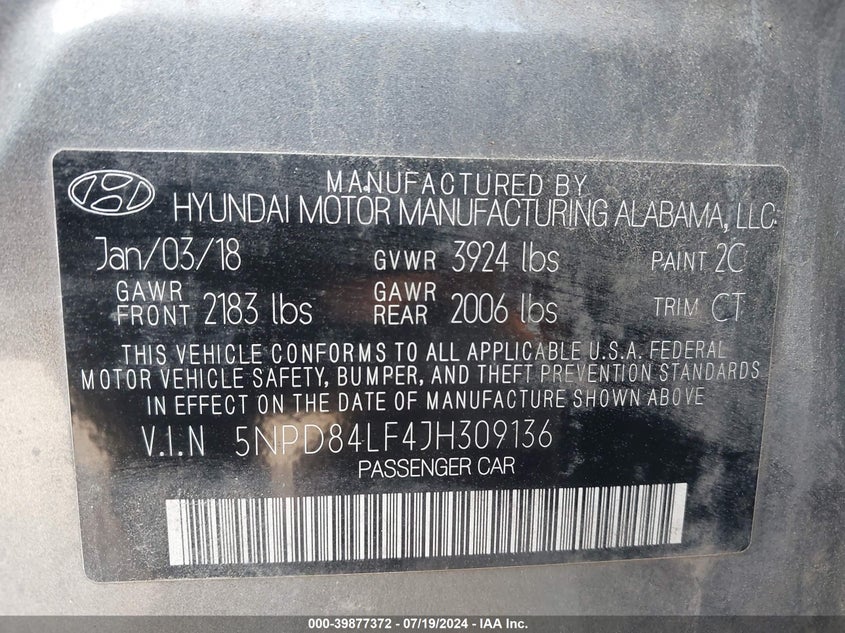 MANUFACTURED BY
HYUNDAI MOTOR MANUFACTURING ALABAMA, LLC.
Jan/03/18 GVWR 3924 lbs PAINT 2C
GAWR FRONT 2183 lbs GAWR REAR 2006 lbs TRIM CT
THIS VEHICLE CONFORMS TO ALL APPLICABLE U.S.A. FEDERAL
MOTOR VEHICLE SAFETY, BUMPER, AND THEFT PREVENTION STANDARDS
IN EFFECT ON THE DATE OF MANUFACTURE SHOWN ABOVE
V.I.N 5NPD84LF4JH309136
PASSENGER CAR
000-39877372 - 07/19/2024 - IAA Inc.